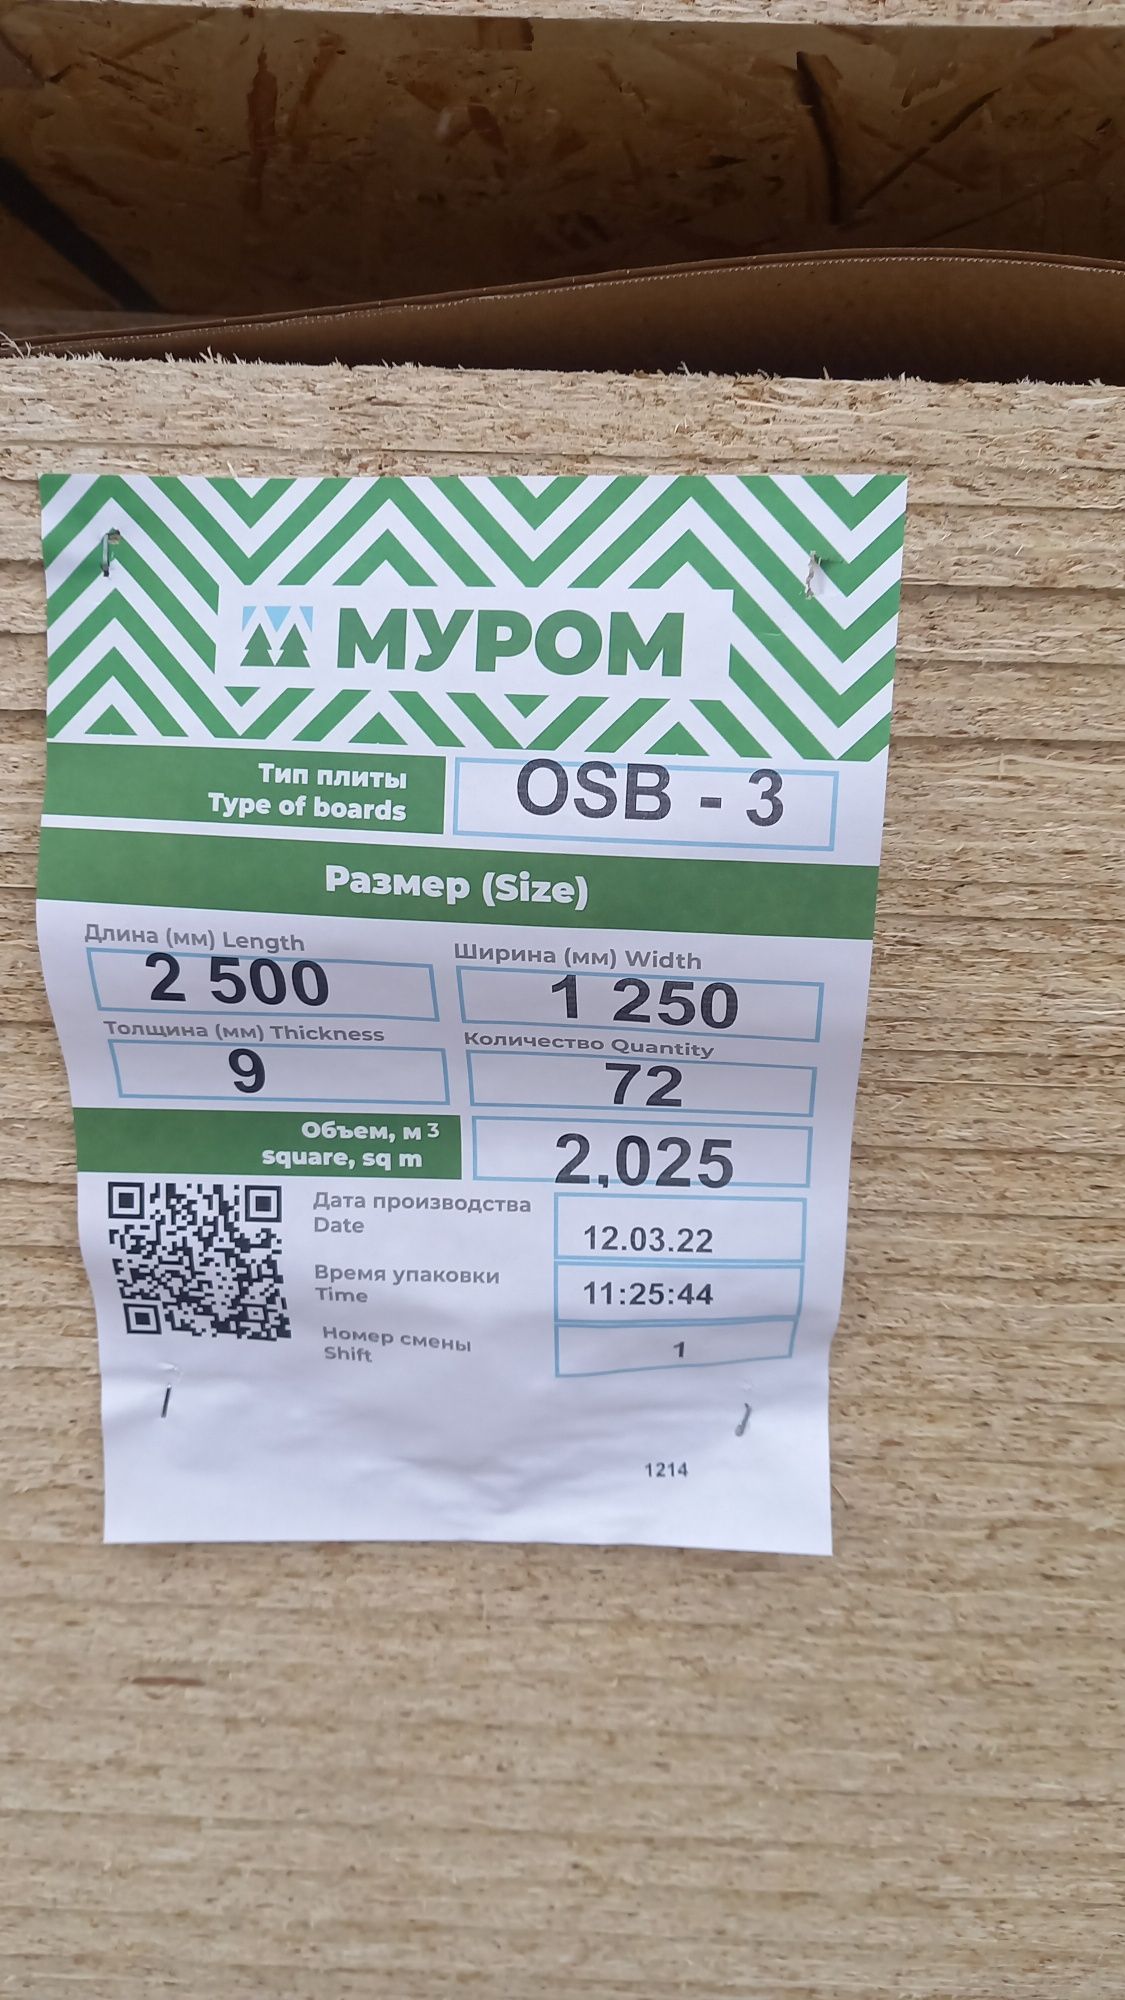 МУРОМ
Тип плиты
Type of boards
OSB - 3
Размер (Size)
Длина (мм) Length
2 500
Ширина (мм) Width
1 250
Толщина (мм) Thickness
9
Количество Quantity
72
Объем, м 3
square, sq m
2,025
Дата производства
Date
12.03.22
Время упаковки
Time
11:25:44
Номер смены
Shift
1
1214